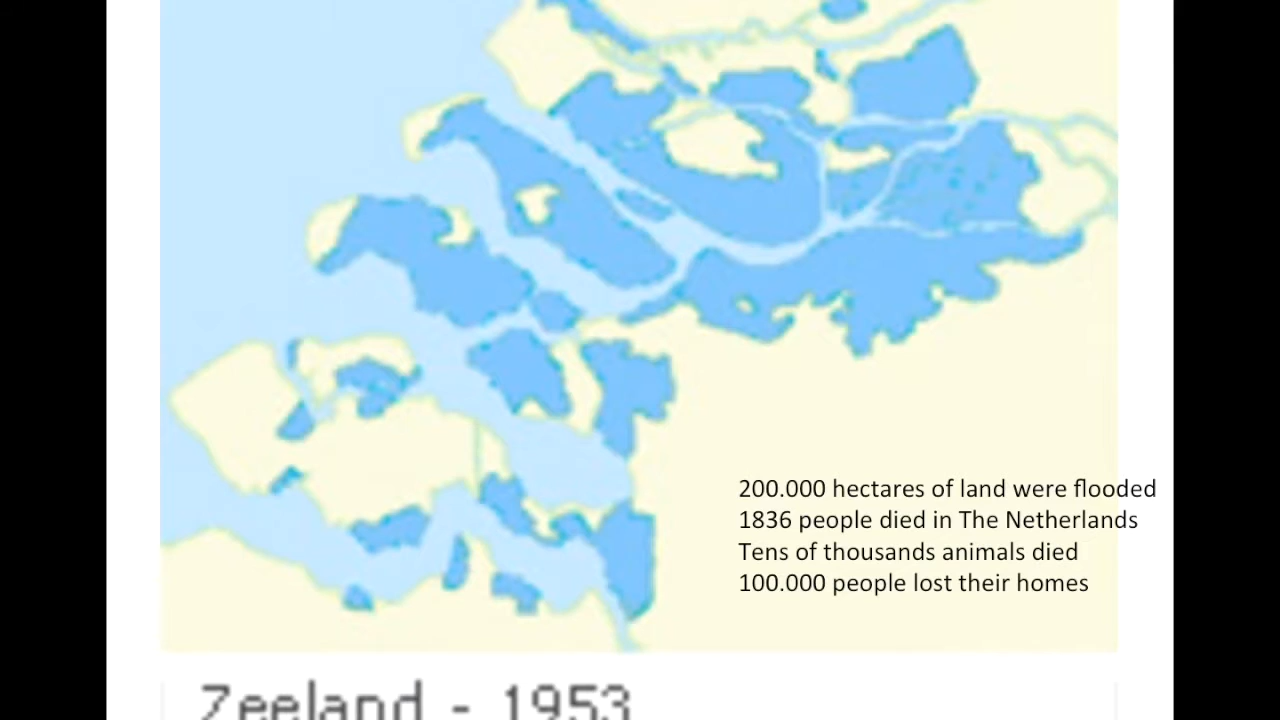 200.000 hectares of land were flooded
1836 people died in The Netherlands
Tens of thousands animals died
100.000 people lost their homes
Zeeland - 1953